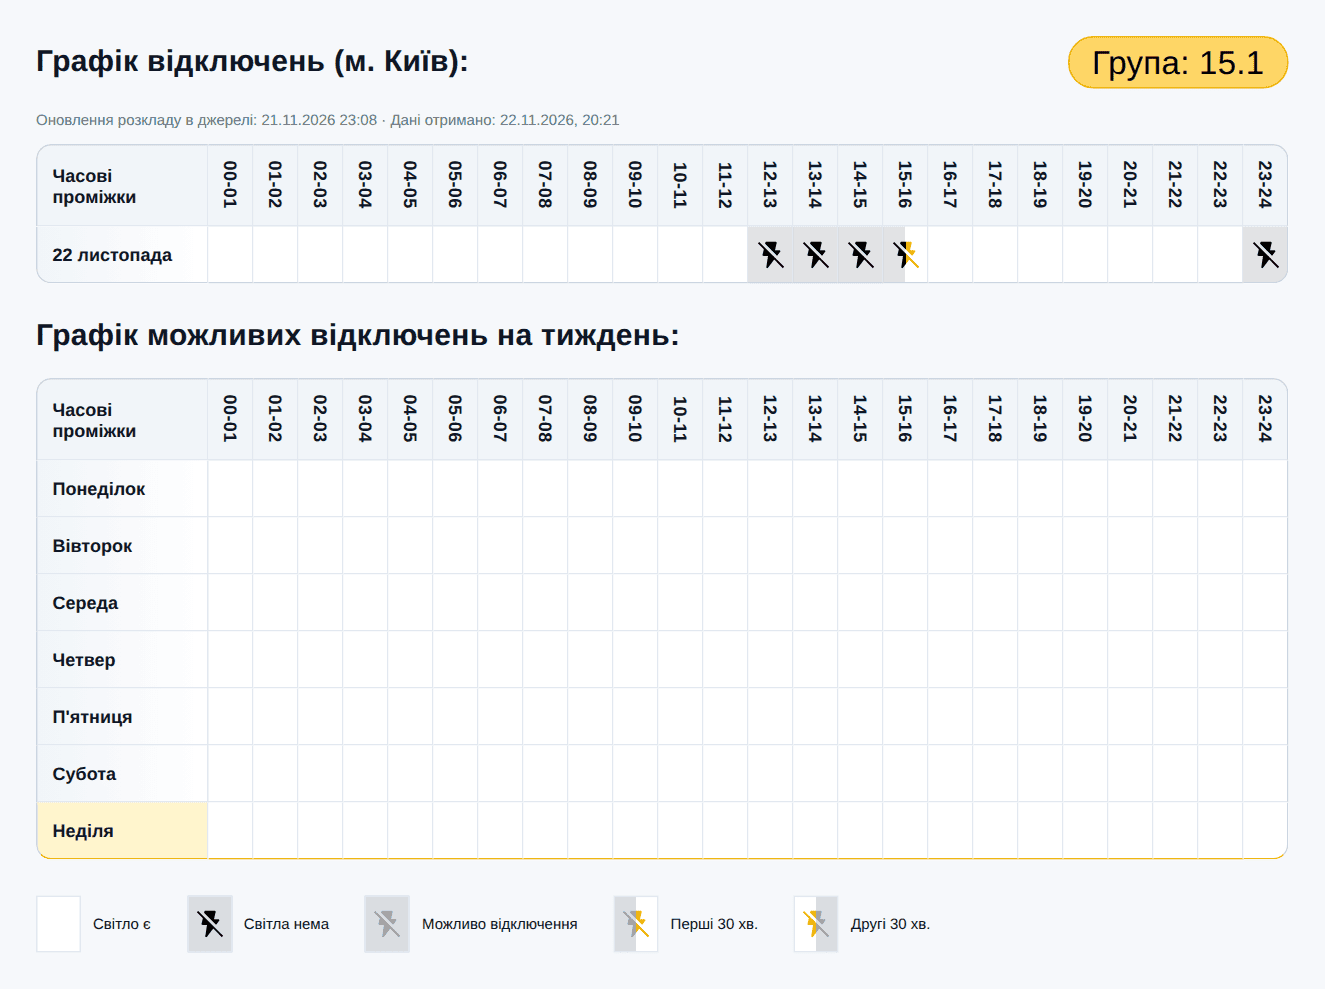 Графік відключень (м. Київ):
Група: 15.1
Оновлення розкладу в джерелі: 21.11.2026 23:08 · Дані отримано: 22.11.2026, 20:21
Часові проміжки 00-01 01-02 02-03 03-04 04-05 05-06 06-07 07-08 08-09 09-10 10-11 11-12 12-13 13-14 14-15 15-16 16-17 17-18 18-19 19-20 20-21 21-22 22-23 23-24
22 листопада
Графік можливих відключень на тиждень:
Часові проміжки 00-01 01-02 02-03 03-04 04-05 05-06 06-07 07-08 08-09 09-10 10-11 11-12 12-13 13-14 14-15 15-16 16-17 17-18 18-19 19-20 20-21 21-22 22-23 23-24
Понеділок
Вівторок
Середа
Четвер
П'ятниця
Субота
Неділя
Світло є Світла нема Можливо відключення Перші 30 хв. Другі 30 хв.